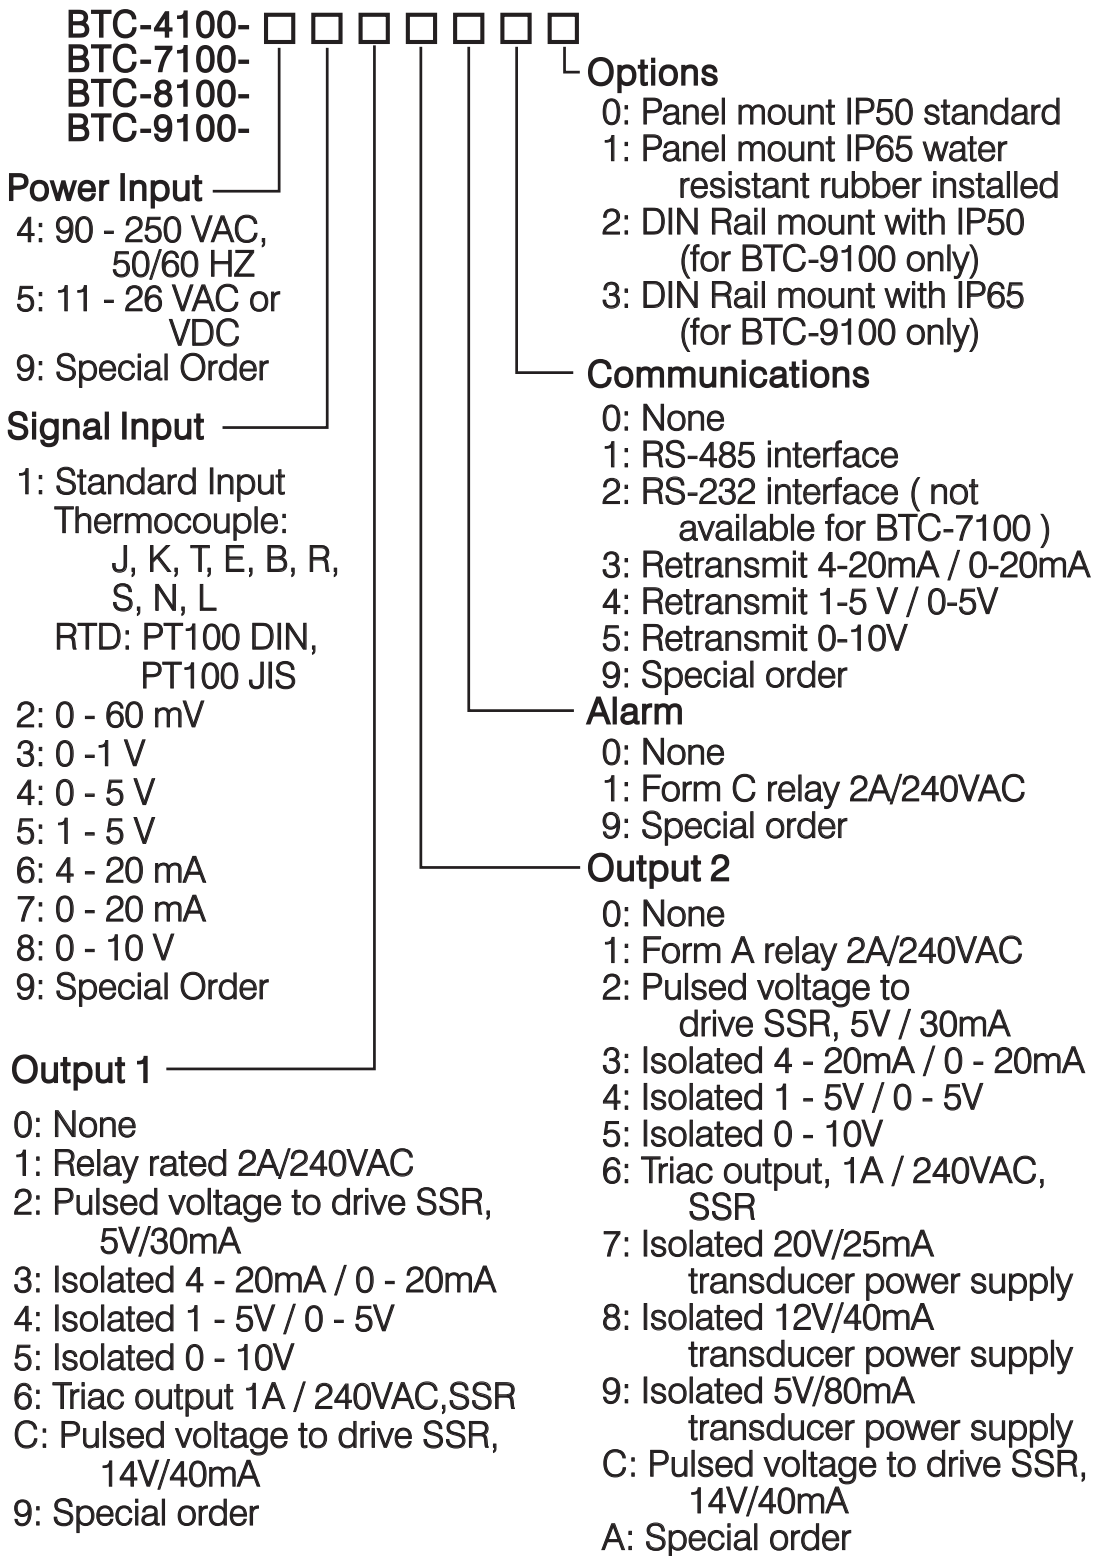 BTC-4100-
BTC-7100-
BTC-8100-
BTC-9100-
Power Input
4: 90 - 250 VAC,
50/60 HZ
5: 11 - 26 VAC or
VDC
9: Special Order
Signal Input
1: Standard Input
Thermocouple:
J, K, T, E, B, R,
S, N, L
RTD: PT100 DIN,
PT100 JIS
2: 0 - 60 mV
3: 0 -1 V
4: 0 - 5 V
5: 1 - 5 V
6: 4 - 20 mA
7: 0 - 20 mA
8: 0 - 10 V
9: Special Order
Output 1
0: None
1: Relay rated 2A/240VAC
2: Pulsed voltage to drive SSR,
5V/30mA
3: Isolated 4 - 20mA / 0 - 20mA
4: Isolated 1 - 5V / 0 - 5V
5: Isolated 0 - 10V
6: Triac output 1A / 240VAC,SSR
C: Pulsed voltage to drive SSR,
14V/40mA
9: Special order
Options
0: Panel mount IP50 standard
1: Panel mount IP65 water
resistant rubber installed
2: DIN Rail mount with IP50
(for BTC-9100 only)
3: DIN Rail mount with IP65
(for BTC-9100 only)
Communications
0: None
1: RS-485 interface
2: RS-232 interface ( not
available for BTC-7100 )
3: Retransmit 4-20mA / 0-20mA
4: Retransmit 1-5 V / 0-5V
5: Retransmit 0-10V
9: Special order
Alarm
0: None
1: Form C relay 2A/240VAC
9: Special order
Output 2
0: None
1: Form A relay 2A/240VAC
2: Pulsed voltage to
drive SSR, 5V / 30mA
3: Isolated 4 - 20mA / 0 - 20mA
4: Isolated 1 - 5V / 0 - 5V
5: Isolated 0 - 10V
6: Triac output, 1A / 240VAC,
SSR
7: Isolated 20V/25mA
transducer power supply
8: Isolated 12V/40mA
transducer power supply
9: Isolated 5V/80mA
transducer power supply
C: Pulsed voltage to drive SSR,
14V/40mA
A: Special order